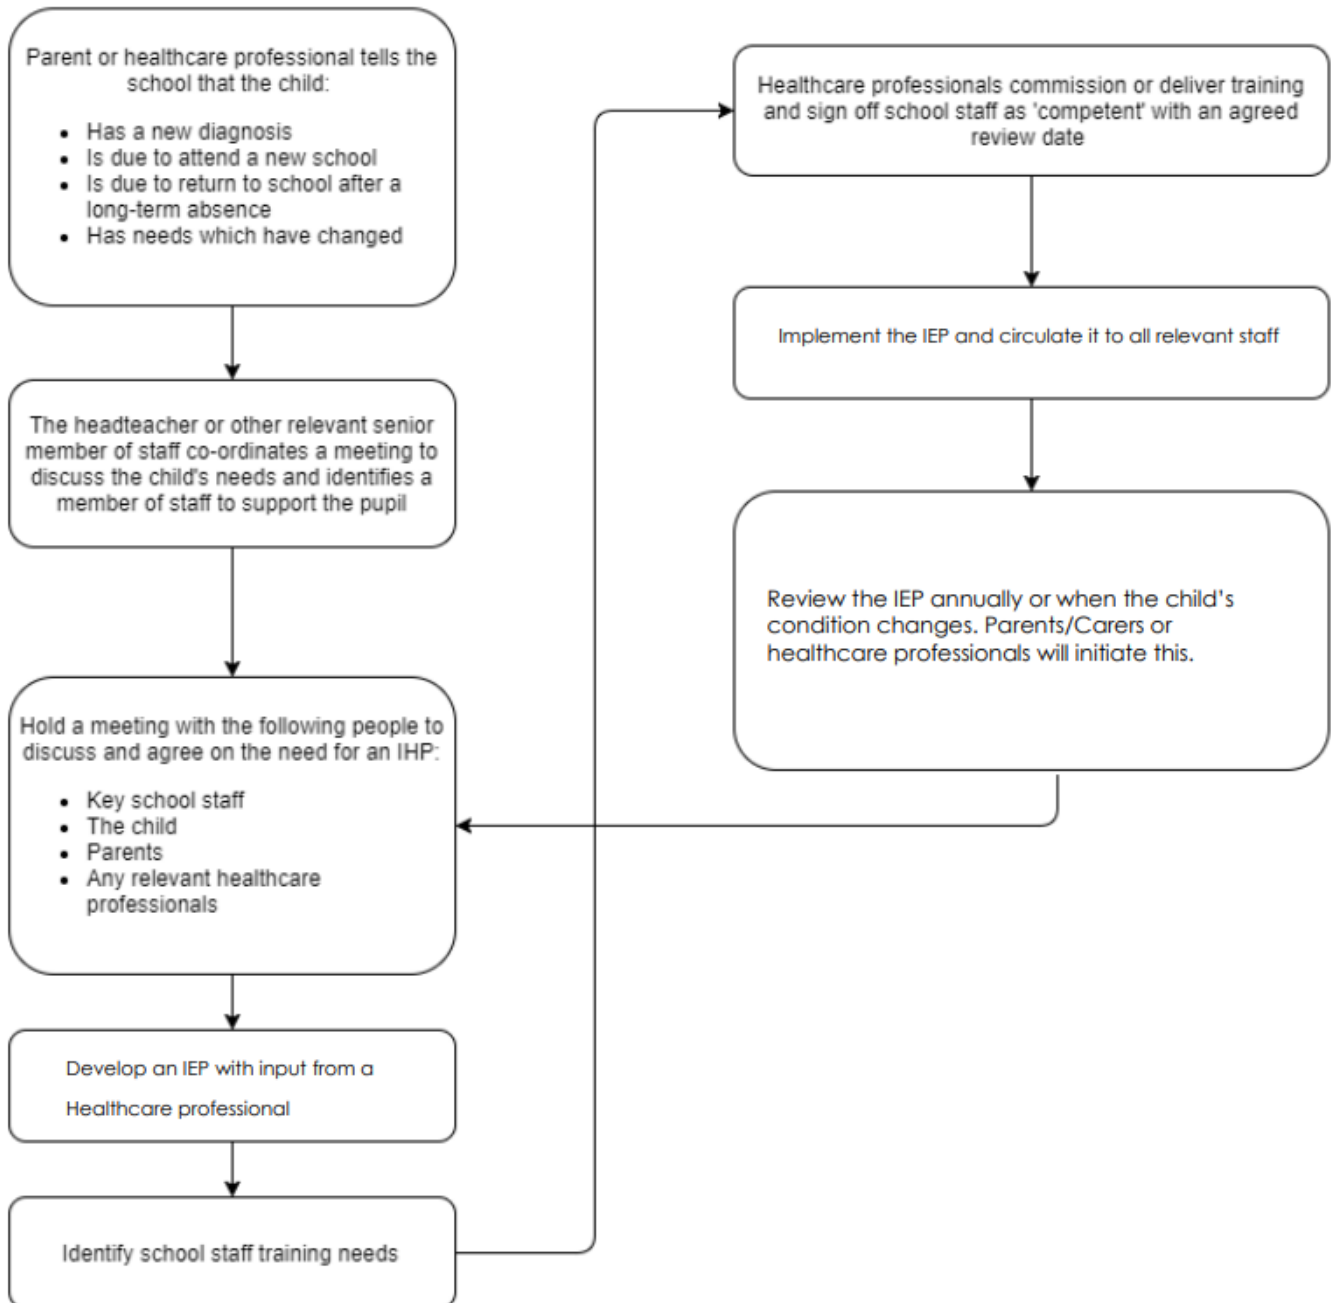 Parent or healthcare professional tells the
school that the child:
• Has a new diagnosis
• Is due to attend a new school
• Is due to return to school after a
long-term absence
• Has needs which have changed
The headteacher or other relevant senior
member of staff co-ordinates a meeting to
discuss the child's needs and identifies a
member of staff to support the pupil
Hold a meeting with the following people to
discuss and agree on the need for an IHP:
• Key school staff
• The child
• Parents
• Any relevant healthcare
professionals
Develop an IEP with input from a
Healthcare professional
Identify school staff training needs
Healthcare professionals commission or deliver training
and sign off school staff as 'competent' with an agreed
review date
Implement the IEP and circulate it to all relevant staff
Review the IEP annually or when the child's
condition changes. Parents/Carers or
healthcare professionals will initiate this.